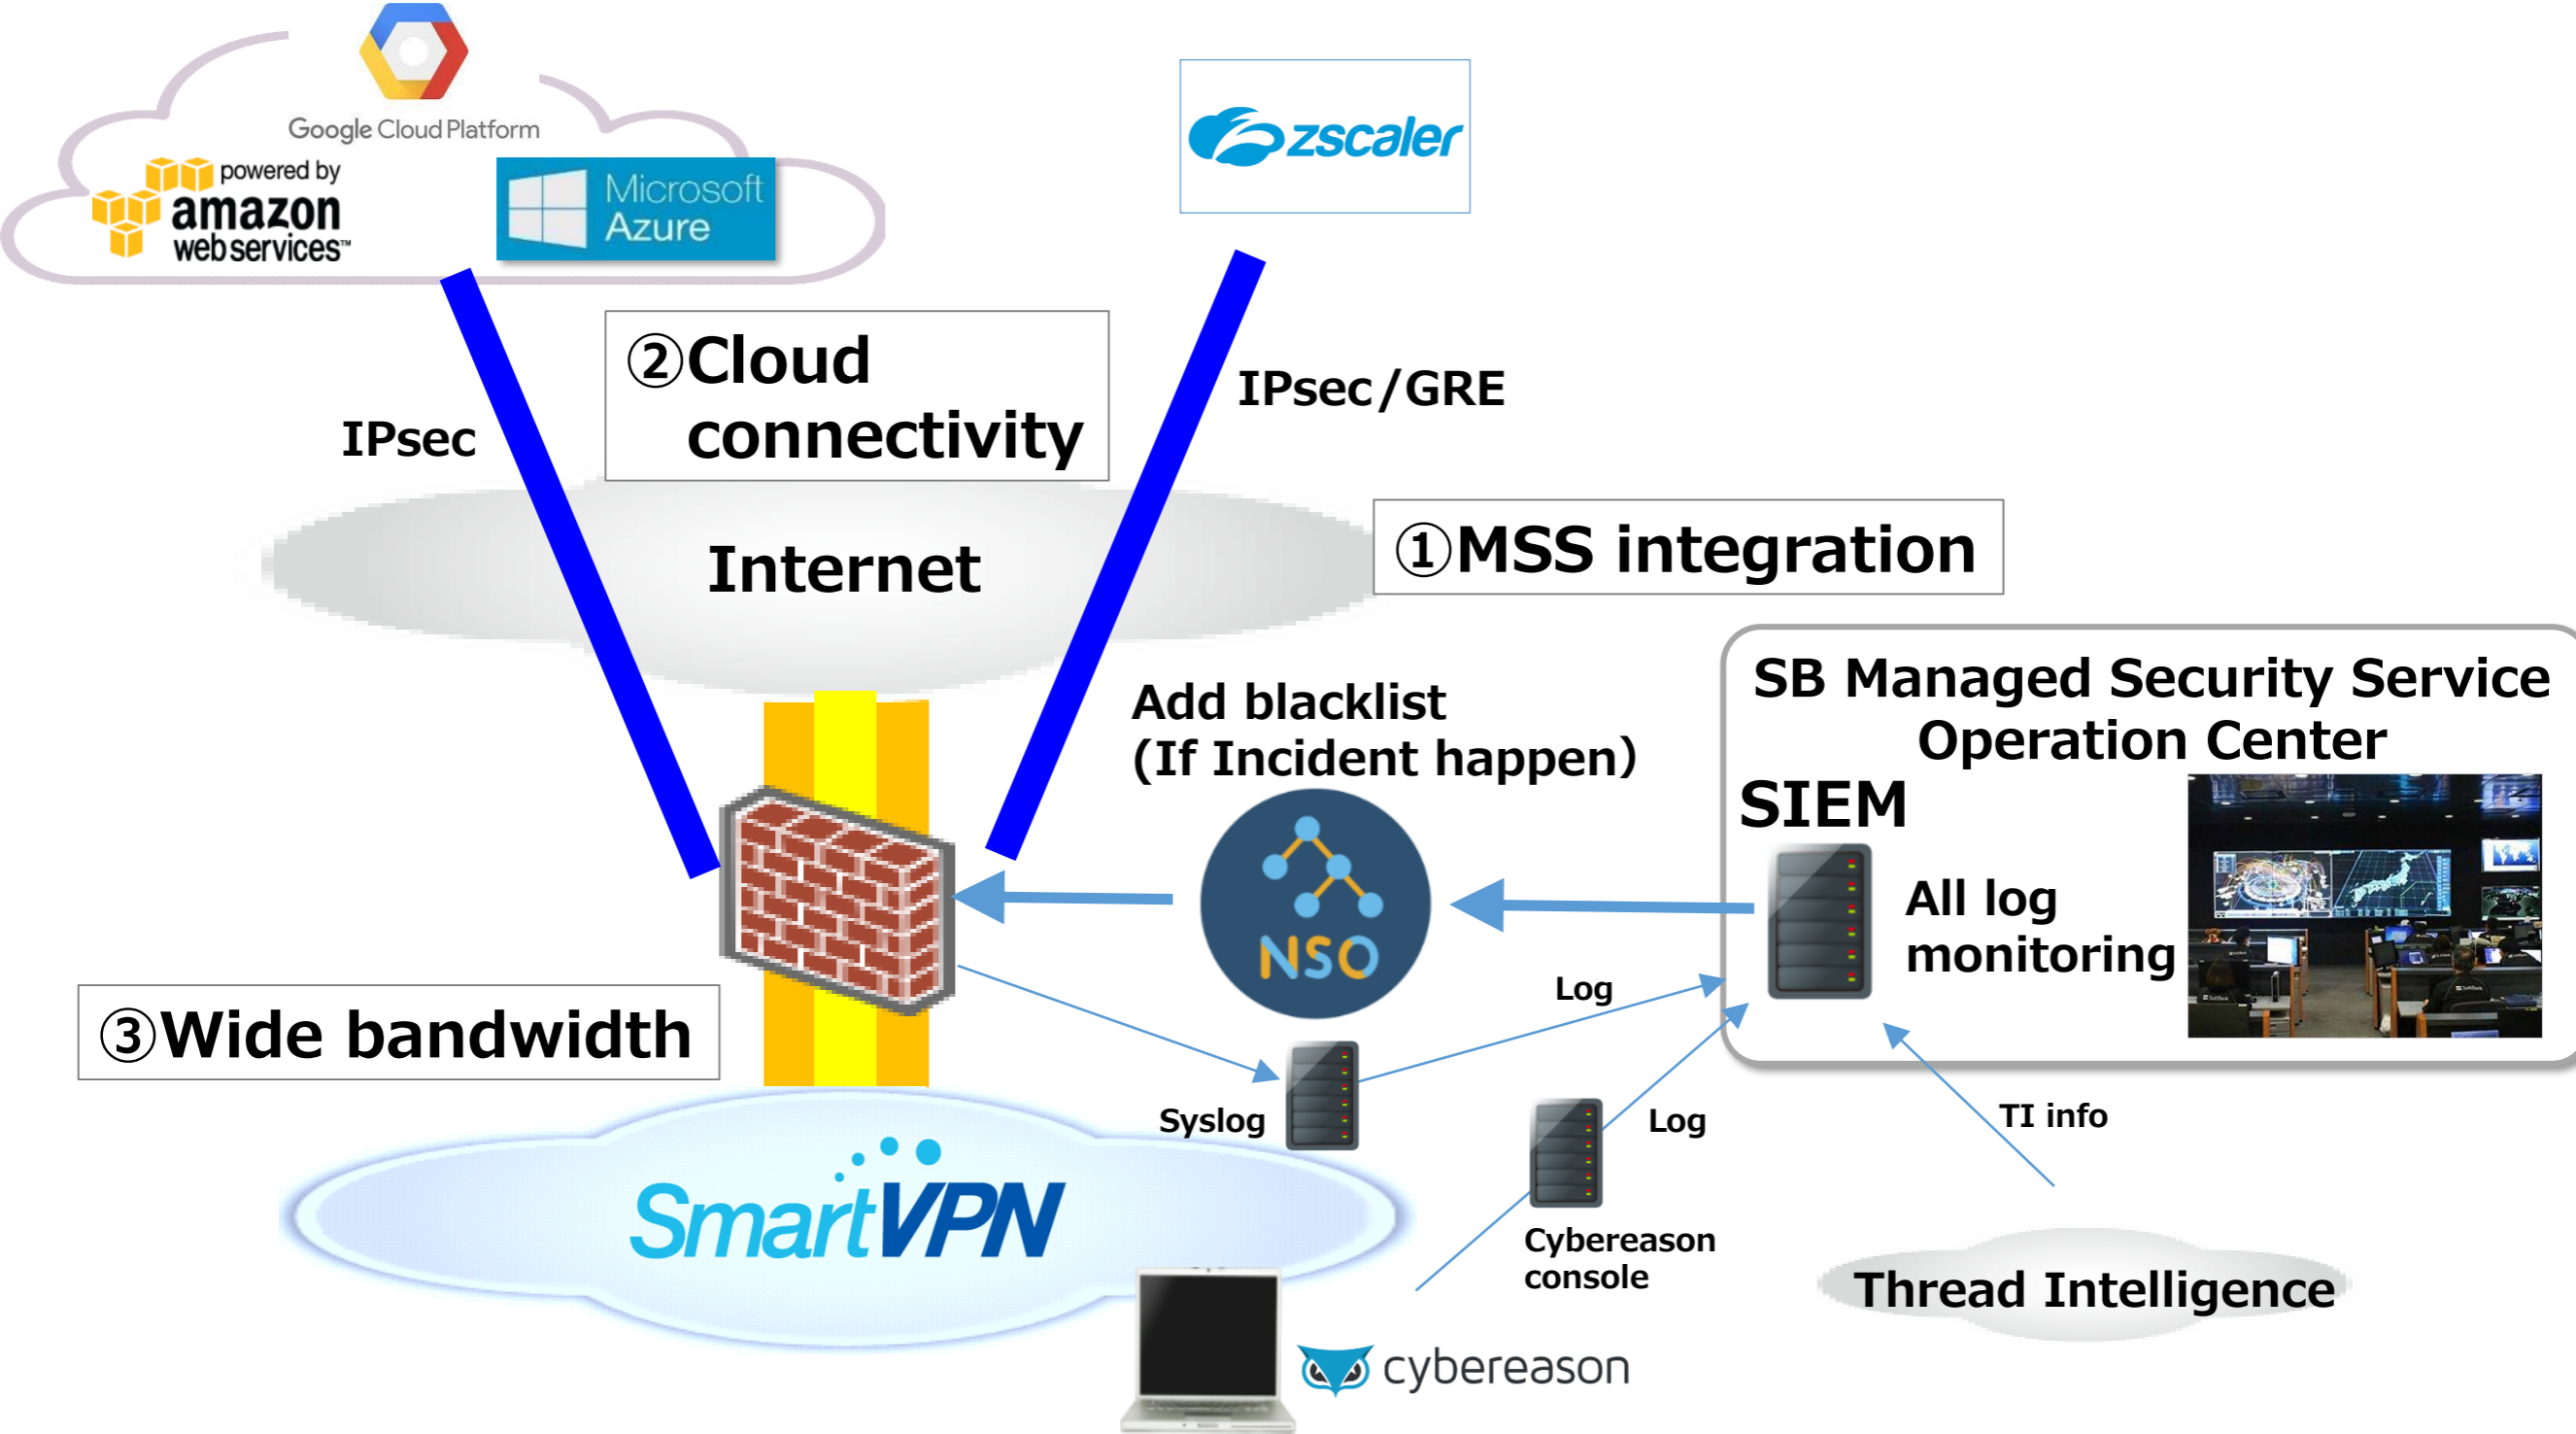 Google Cloud Platform
powered by
amazon
web services™
Microsoft
Azure
zscaler
②Cloud
connectivity
IPsec
IPsec/GRE
Internet
①MSS integration
Add blacklist
(If Incident happen)
SB Managed Security Service
Operation Center
SIEM
All log
monitoring
NSO
③Wide bandwidth
Log
Syslog
Log
TI info
SmartVPN
Cybereason
console
Thread Intelligence
cybereason